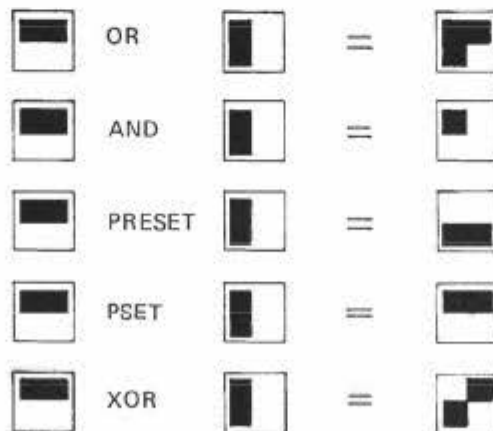 OR =
AND =
PRESET =
PSET =
XOR =